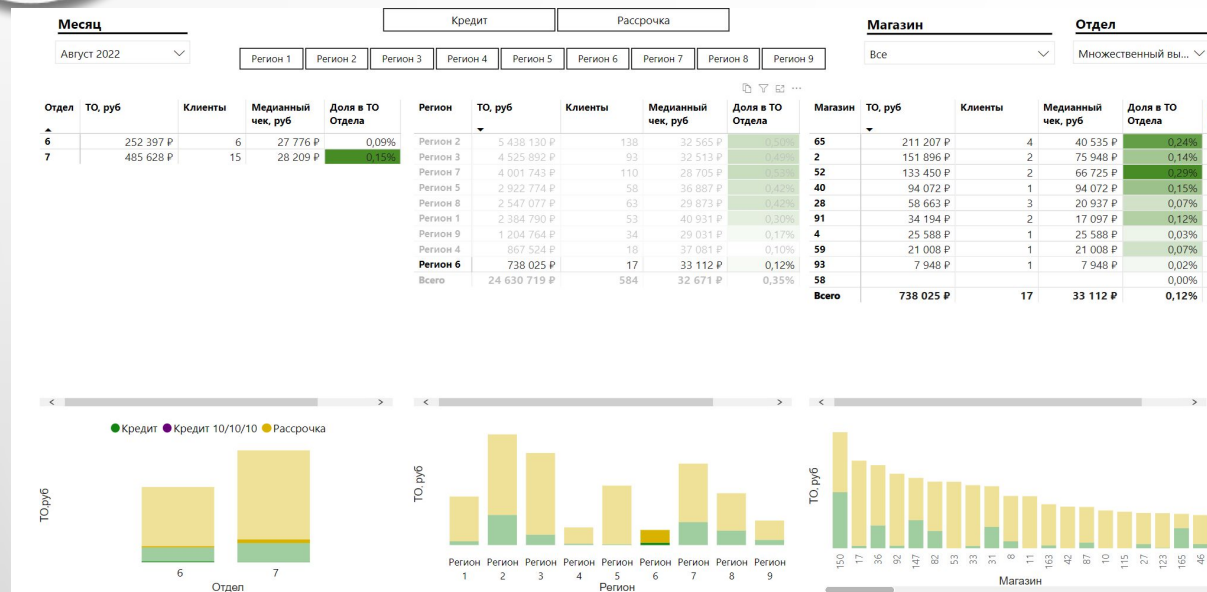 Месяц
Август 2022
Кредит
Рассрочка
Магазин
Все
Отдел
Множественный вы...
Регион 1
Регион 2
Регион 3
Регион 4
Регион 5
Регион 6
Регион 7
Регион 8
Регион 9
Отдел ТО, руб Клиенты Медианный чек, руб Доля в ТО Отдела
6 252 397 ₽ 6 27 776 ₽ 0,09%
7 485 628 ₽ 15 28 209 ₽ 0,15%
Регион ТО, руб Клиенты Медианный чек, руб Доля в ТО Отдела
Регион 2 5 438 130 ₽ 138 32 565 ₽ 0,50%
Регион 3 4 525 892 ₽ 93 32 513 ₽ 0,49%
Регион 7 4 001 743 ₽ 110 28 705 ₽ 0,53%
Регион 5 2 922 774 ₽ 58 36 887 ₽ 0,42%
Регион 8 2 547 077 ₽ 63 29 873 ₽ 0,42%
Регион 1 2 384 790 ₽ 53 40 931 ₽ 0,30%
Регион 9 1 204 764 ₽ 34 29 031 ₽ 0,17%
Регион 4 867 524 ₽ 18 37 081 ₽ 0,10%
Регион 6 738 025 ₽ 17 33 112 ₽ 0,12%
Всего 24 630 719 ₽ 584 32 671 ₽ 0,35%
Магазин ТО, руб Клиенты Медианный чек, руб Доля в ТО Отдела
65 211 207 ₽ 4 40 535 ₽ 0,24%
2 151 896 ₽ 2 75 948 ₽ 0,14%
52 133 450 ₽ 2 66 725 ₽ 0,29%
40 94 072 ₽ 1 94 072 ₽ 0,15%
28 58 663 ₽ 3 20 937 ₽ 0,07%
91 34 194 ₽ 2 17 097 ₽ 0,12%
4 25 588 ₽ 1 25 588 ₽ 0,03%
59 21 008 ₽ 1 21 008 ₽ 0,07%
93 7 948 ₽ 1 7 948 ₽ 0,02%
58 0,00%
Всего 738 025 ₽ 17 33 112 ₽ 0,12%
Кредит Кредит 10/10/10 Рассрочка
ТО,руб
6 7
Отдел
ТО, руб
Регион 1 Регион 2 Регион 3 Регион 4 Регион 5 Регион 6 Регион 7 Регион 8 Регион 9
Регион
ТО, руб
150 17 36 92 147 82 53 33 31 8 11 163 42 87 10 115 27 123 165 46
Магазин